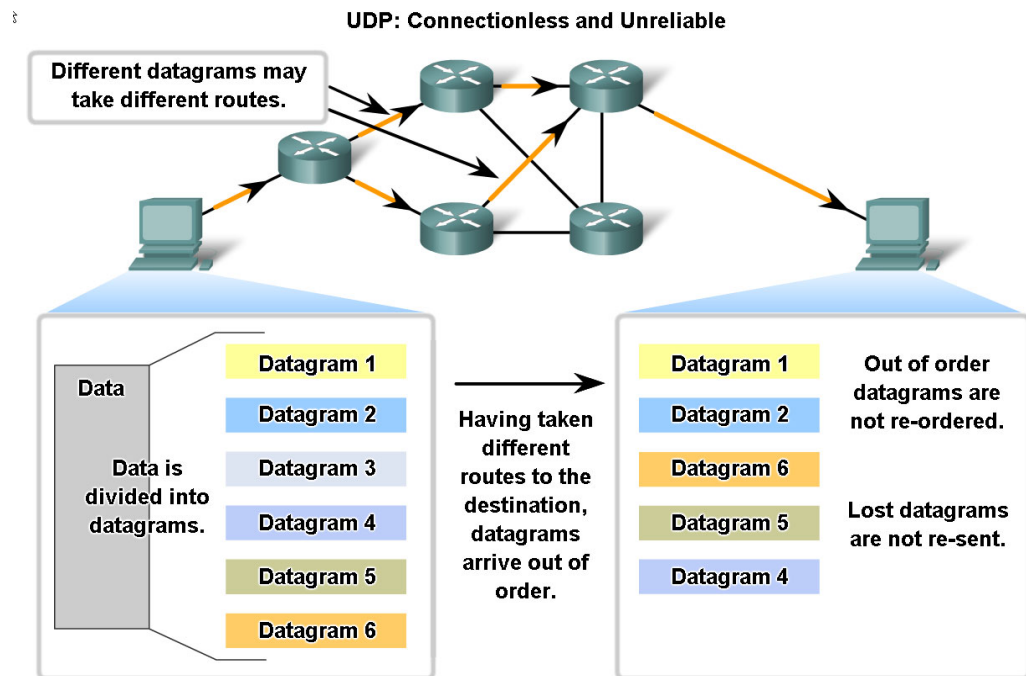 UDP: Connectionless and Unreliable
Different datagrams may
take different routes.
Data
Data is
divided into
datagrams.
Datagram 1
Datagram 2
Datagram 3
Datagram 4
Datagram 5
Datagram 6
Having taken
different
routes to the
destination,
datagrams
arrive out of
order.
Datagram 1
Datagram 2
Datagram 6
Datagram 5
Datagram 4
Out of order
datagrams are
not re-ordered.
Lost datagrams
are not re-sent.